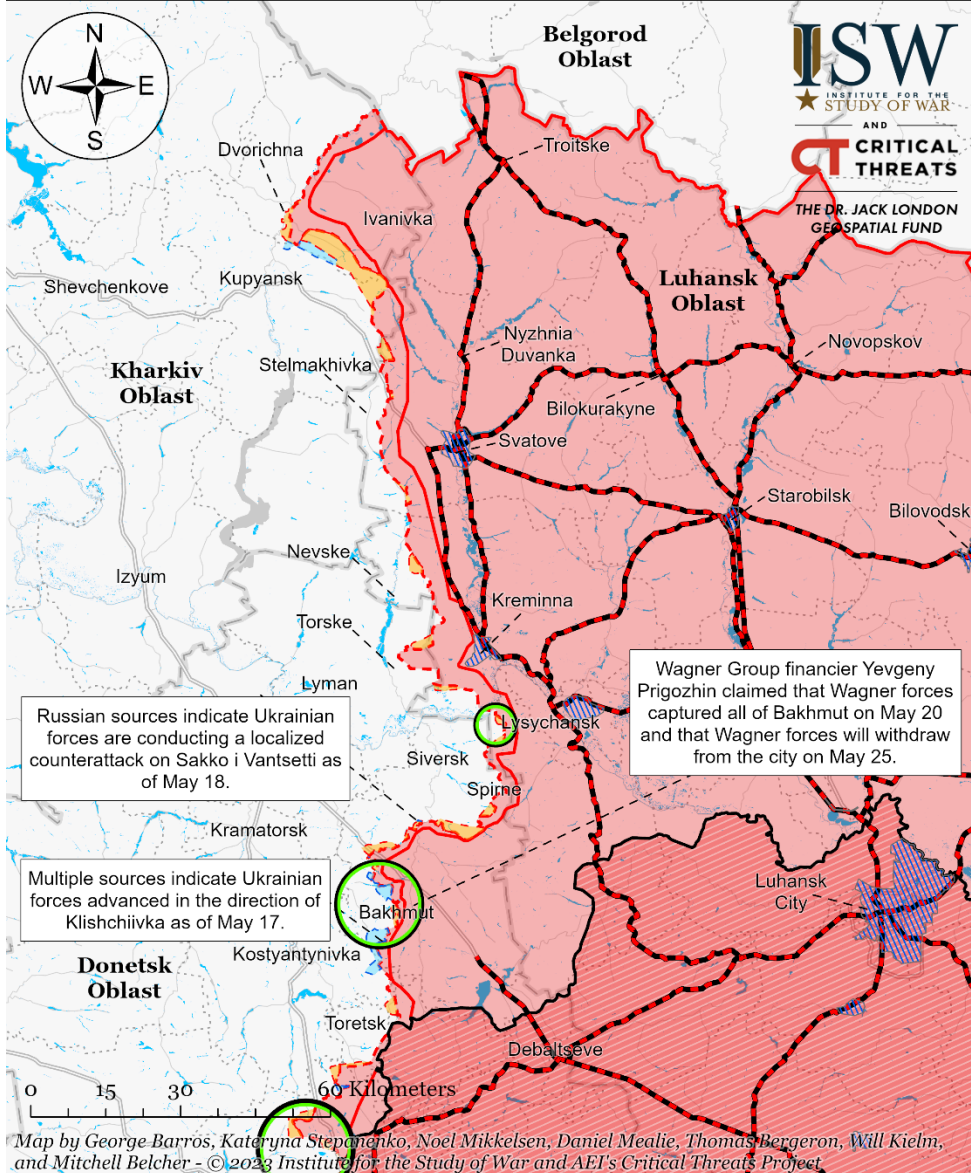 N
W
E
S
Belgorod
Oblast
ISW
INSTITUTE FOR THE
STUDY OF WAR
AND
CT CRITICAL
THREATS
THE DR. JACK LONDON
GEOSPATIAL FUND
Dvorichna
Troitske
Ivanivka
Shevchenkove
Kupyansk
Luhansk
Oblast
Nyzhnia
Duvanka
Novopskov
Stelmakhivka
Kharkiv
Oblast
Bilokurakyne
Svatove
Starobilsk
Bilovodsk
Nevske
Izyum
Kreminna
Torske
Lyman
Wagner Group financier Yevgeny
Prigozhin claimed that Wagner forces
captured all of Bakhmut on May 20
and that Wagner forces will withdraw
from the city on May 25.
Russian sources indicate Ukrainian
forces are conducting a localized
counterattack on Sakko i Vantsetti as
of May 18.
Lysychansk
Siversk
Spirne
Kramatorsk
Multiple sources indicate Ukrainian
forces advanced in the direction of
Klishchiivka as of May 17.
Luhansk
City
Bakhmut
Kostyantynivka
Donetsk
Oblast
Toretsk
Debaltseve
0 15 30 60 Kilometers
Map by George Barros, Kateryna Stepanenko, Noel Mikkelsen, Daniel Mealie, Thomas Bergeron, Will Kielm,
and Mitchell Belcher - © 2023 Institute for the Study of War and AEI's Critical Threats Project